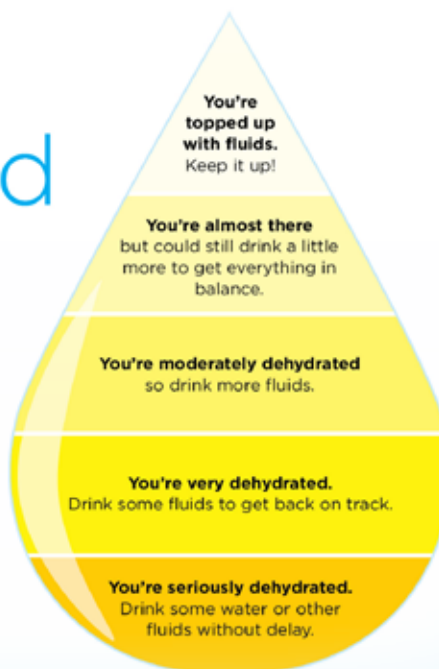 d
You're
topped up
with fluids.
Keep it up!
You're almost there
but could still drink a little
more to get everything in
balance.
You're moderately dehydrated
so drink more fluids.
You're very dehydrated.
Drink some fluids to get back on track.
You're seriously dehydrated.
Drink some water or other
fluids without delay.